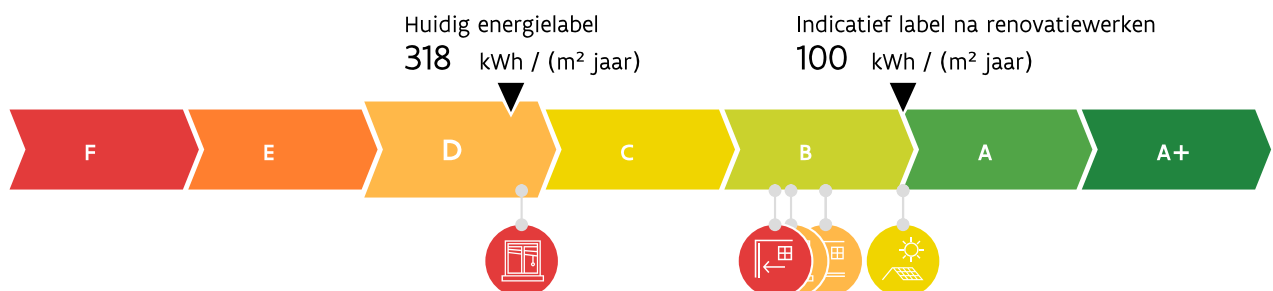 Huidig energielabel
318 kWh / (m² jaar)
Indicatief label na renovatiewerken
100 kWh / (m² jaar)
F E D C B A A+